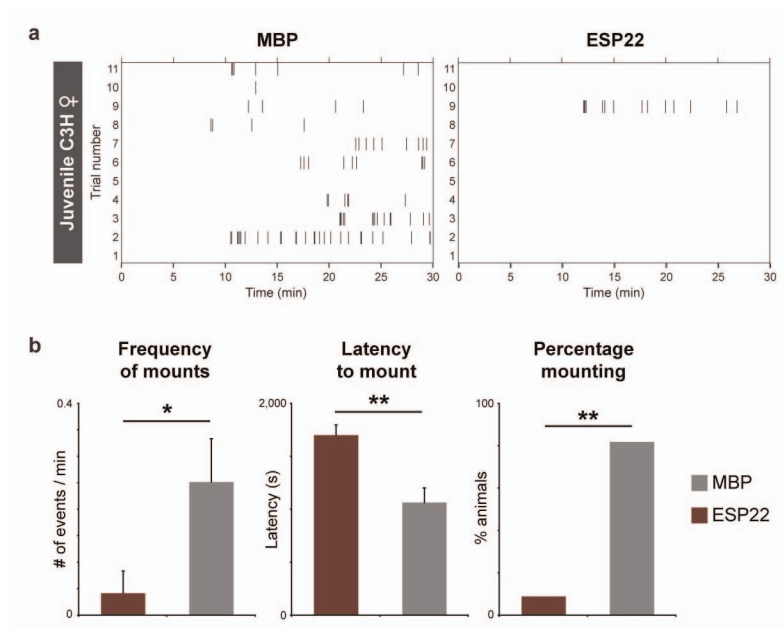 a
MBP
ESP22
Juvenile C3H ♀
Trial number
11
10
9
8
7
6
5
4
3
2
1
0 5 10 15 20 25 30
Time (min)
11
10
9
8
7
6
5
4
3
2
1
0 5 10 15 20 25 30
Time (min)
b
Frequency
of mounts
# of events / min
0.4
*
0
Latency
to mount
Latency (s)
2,000
**
0
Percentage
mounting
% animals
100
**
0
MBP
ESP22